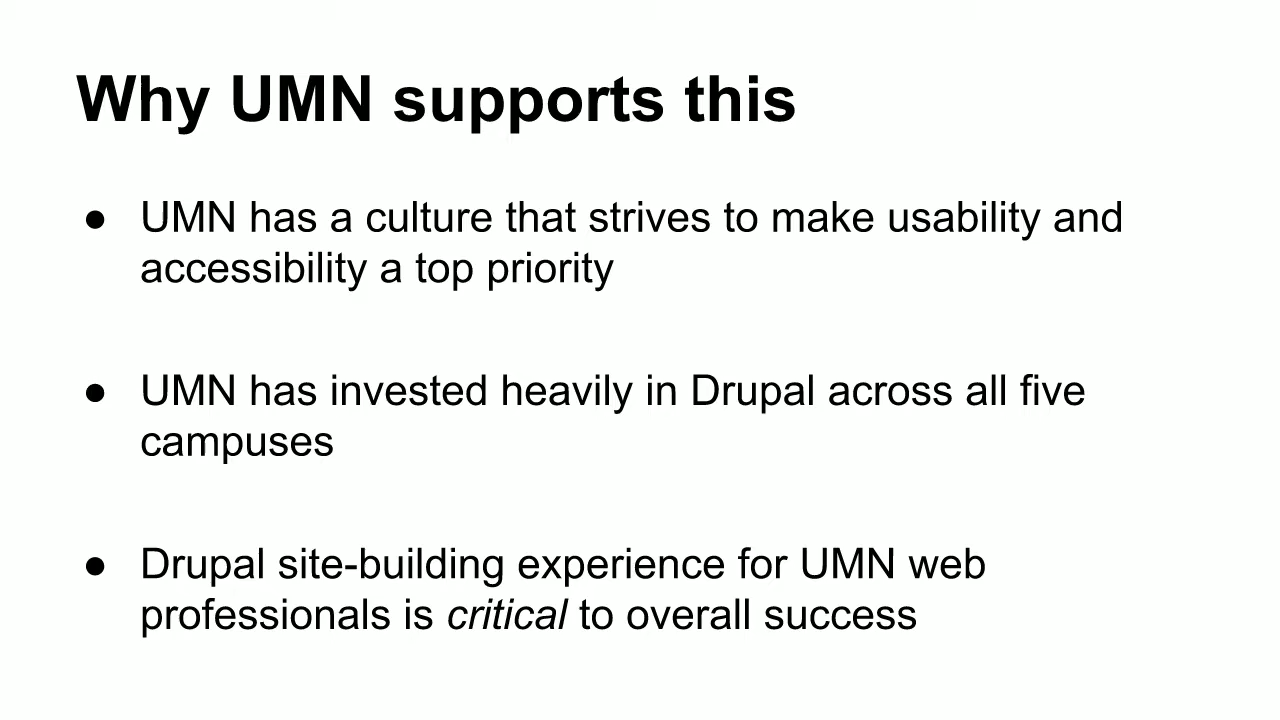 Why UMN supports this
● UMN has a culture that strives to make usability and
accessibility a top priority
● UMN has invested heavily in Drupal across all five
campuses
● Drupal site-building experience for UMN web
professionals is critical to overall success